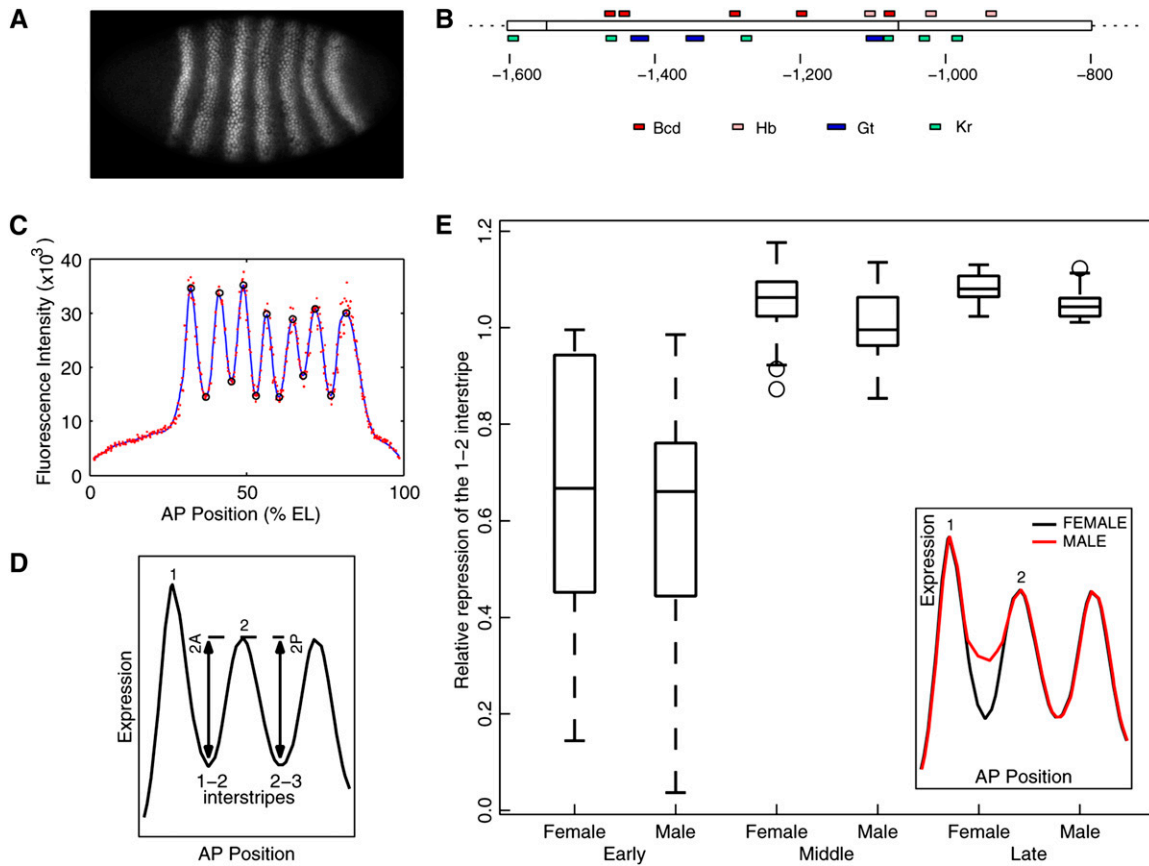 A
B
−1,600
−1,400
−1,200
−1,000
−800
Bcd
Hb
Gt
Kr
C
Fluorescence Intensity (x10³)
40
30
20
10
0
0
50
100
AP Position (% EL)
D
Expression
1
2A
2
2P
1−2
2−3
interstripes
AP Position
E
Relative repression of the 1−2 interstripe
1.2
1.0
0.8
0.6
0.4
0.2
0.0
Female
Male
Female
Male
Female
Male
Early
Middle
Late
Expression
1
2
FEMALE
MALE
AP Position